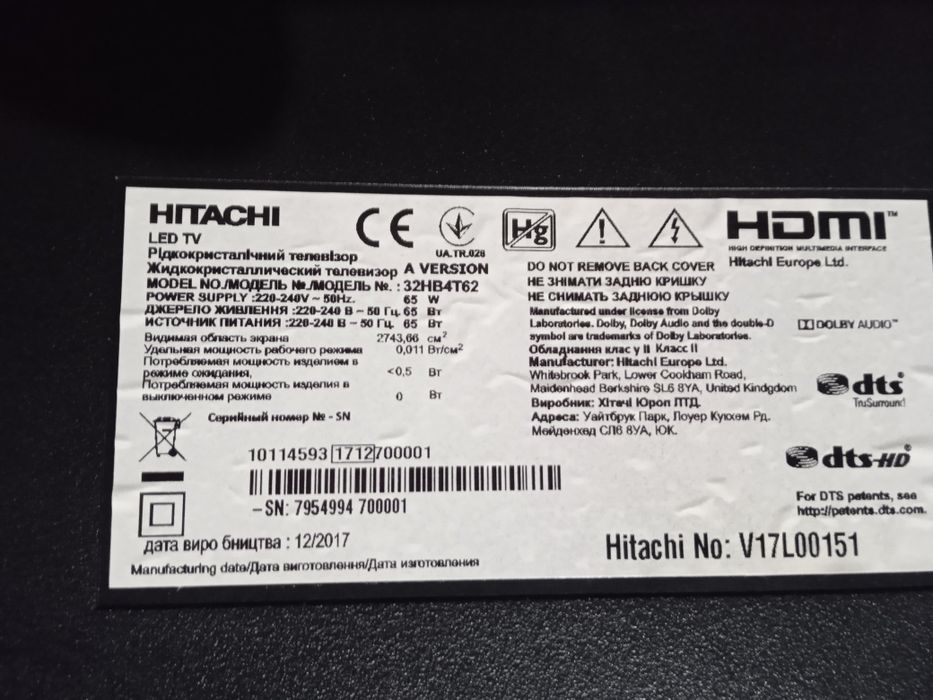 HITACHI
LED TV
Рідкокристалічний телевізор
Жидкокристаллический телевизор A VERSION
MODEL NO./МОДЕЛЬ №./МОДЕЛЬ №. : 32HB4T62
POWER SUPPLY :220-240V ~ 50Hz. 65 W
ДЖЕРЕЛО ЖИВЛЕННЯ :220-240 В ~ 50 Гц. 65 Вт
ИСТОЧНИК ПИТАНИЯ :220-240 В ~ 50 Гц. 65 Вт
Видимая область экрана 2743,66 см²
Удельная мощность рабочего режима 0,011 Вт/см²
Потребляемая мощность изделием в
режиме ожидания, <0,5 Вт
Потребляемая мощность изделия в
выключенном режиме 0 Вт
Серийный номер № - SN
10114593 1712 700001
-SN: 7954994 700001
дата виро бництва : 12/2017
Manufacturing date/Дата виготовлення/Дата изготовления
CE
UA.TR.028
Hg
HDMI™
HIGH DEFINITION MULTIMEDIA INTERFACE
Hitachi Europe Ltd.
DO NOT REMOVE BACK COVER
НЕ ЗНІМАТИ ЗАДНЮ КРИШКУ
НЕ СНИМАТЬ ЗАДНЮЮ КРЫШКУ
Manufactured under license from Dolby
Laboratories. Dolby, Dolby Audio and the double-D
symbol are trademarks of Dolby Laboratories.
Обладнання клас у II Класс II
Manufacturer: Hitachi Europe Ltd.
Whitebrook Park, Lower Cookham Road,
Maidenhead Berkshire SL6 8YA, United Kingdom
Виробник: Хітачі Юроп ЛТД.
Адреса: Уайтбрук Парк, Лоуер Кукхем Рд.
Мейденхед СЛ6 8УА, ЮК.
DOLBY AUDIO™
dts
TruSurround
dts-HD®
For DTS patents, see
http://patents.dts.com.
Hitachi No: V17L00151